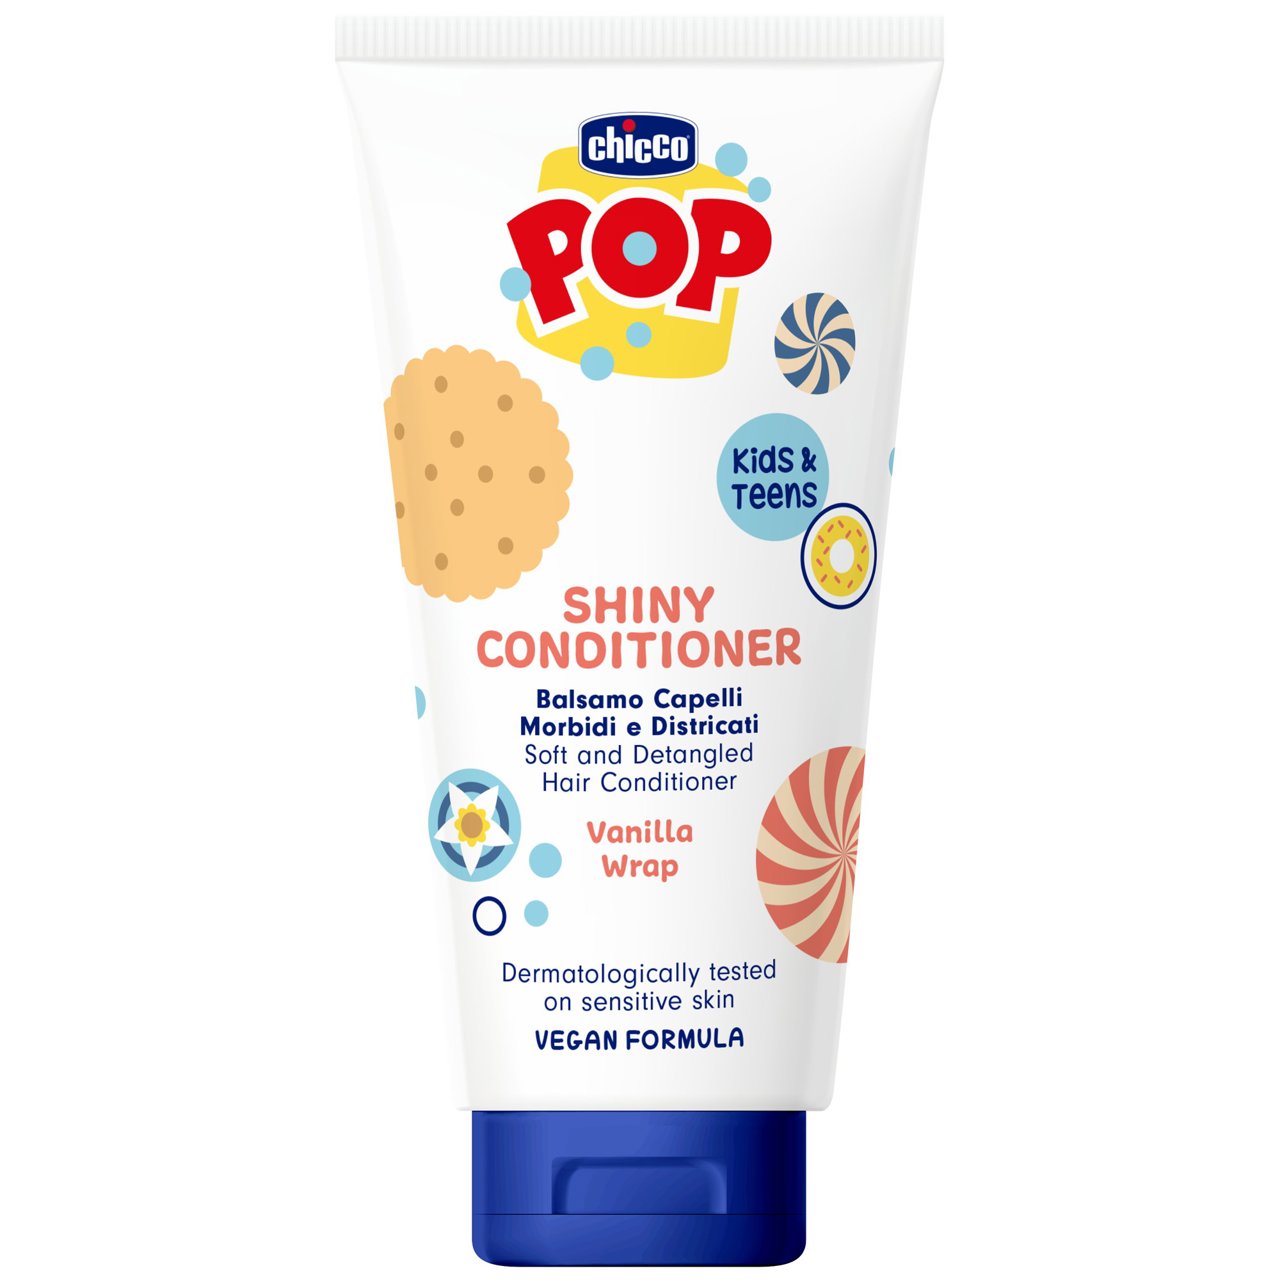 chicco
POP
Kids &
Teens
SHINY
CONDITIONER
Balsamo Capelli
Morbidi e Districati
Soft and Detangled
Hair Conditioner
Vanilla
Wrap
Dermatologically tested
on sensitive skin
VEGAN FORMULA